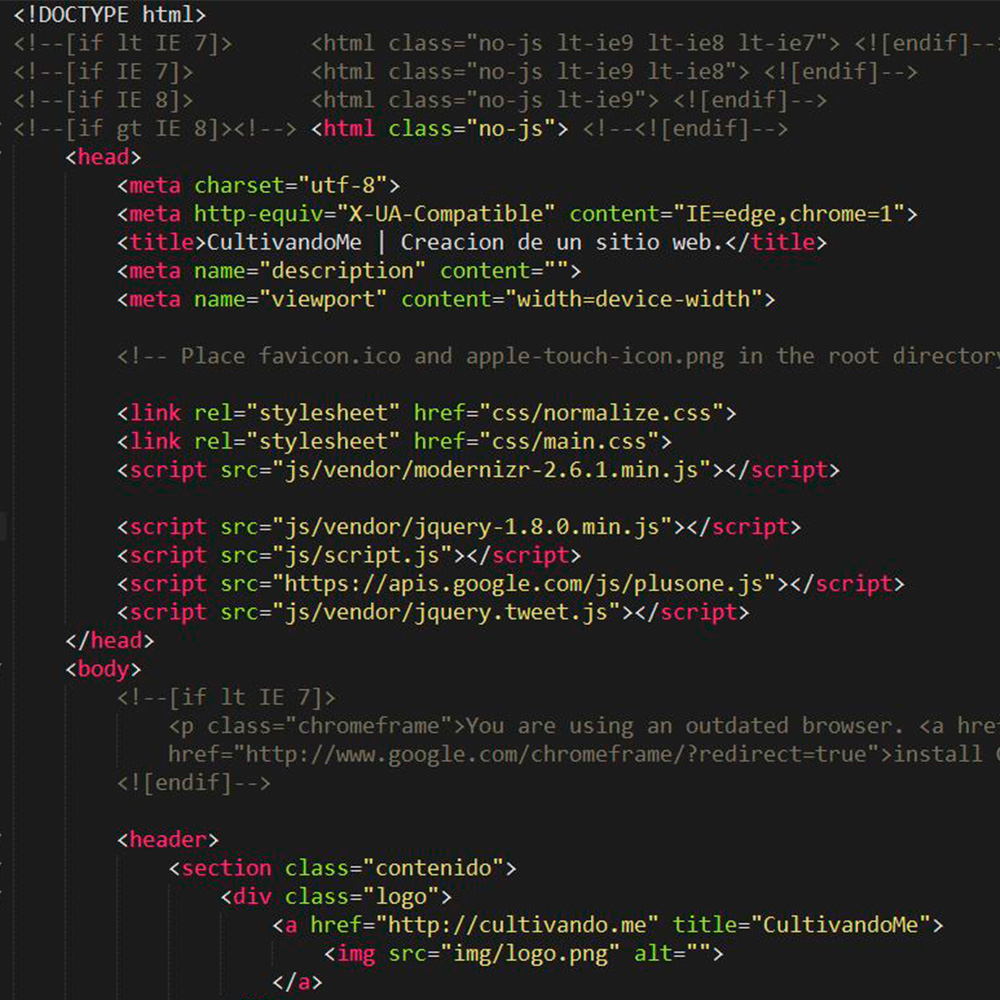 <!DOCTYPE html>
<!--[if lt IE 7]>      <html class="no-js lt-ie9 lt-ie8 lt-ie7"> <![endif]--
<!--[if IE 7]>         <html class="no-js lt-ie9 lt-ie8"> <![endif]-->
<!--[if IE 8]>         <html class="no-js lt-ie9"> <![endif]-->
<!--[if gt IE 8]><!--> <html class="no-js"> <!--<![endif]-->
    <head>
        <meta charset="utf-8">
        <meta http-equiv="X-UA-Compatible" content="IE=edge,chrome=1">
        <title>CultivandoMe | Creacion de un sitio web.</title>
        <meta name="description" content="">
        <meta name="viewport" content="width=device-width">

        <!-- Place favicon.ico and apple-touch-icon.png in the root directory

        <link rel="stylesheet" href="css/normalize.css">
        <link rel="stylesheet" href="css/main.css">
        <script src="js/vendor/modernizr-2.6.1.min.js"></script>

        <script src="js/vendor/jquery-1.8.0.min.js"></script>
        <script src="js/script.js"></script>
        <script src="https://apis.google.com/js/plusone.js"></script>
        <script src="js/vendor/jquery.tweet.js"></script>
    </head>
    <body>
        <!--[if lt IE 7]>
            <p class="chromeframe">You are using an outdated browser. <a hre
            href="http://www.google.com/chromeframe/?redirect=true">install
        <![endif]-->

        <header>
            <section class="contenido">
                <div class="logo">
                    <a href="http://cultivando.me" title="CultivandoMe">
                        <img src="img/logo.png" alt="">
                    </a>